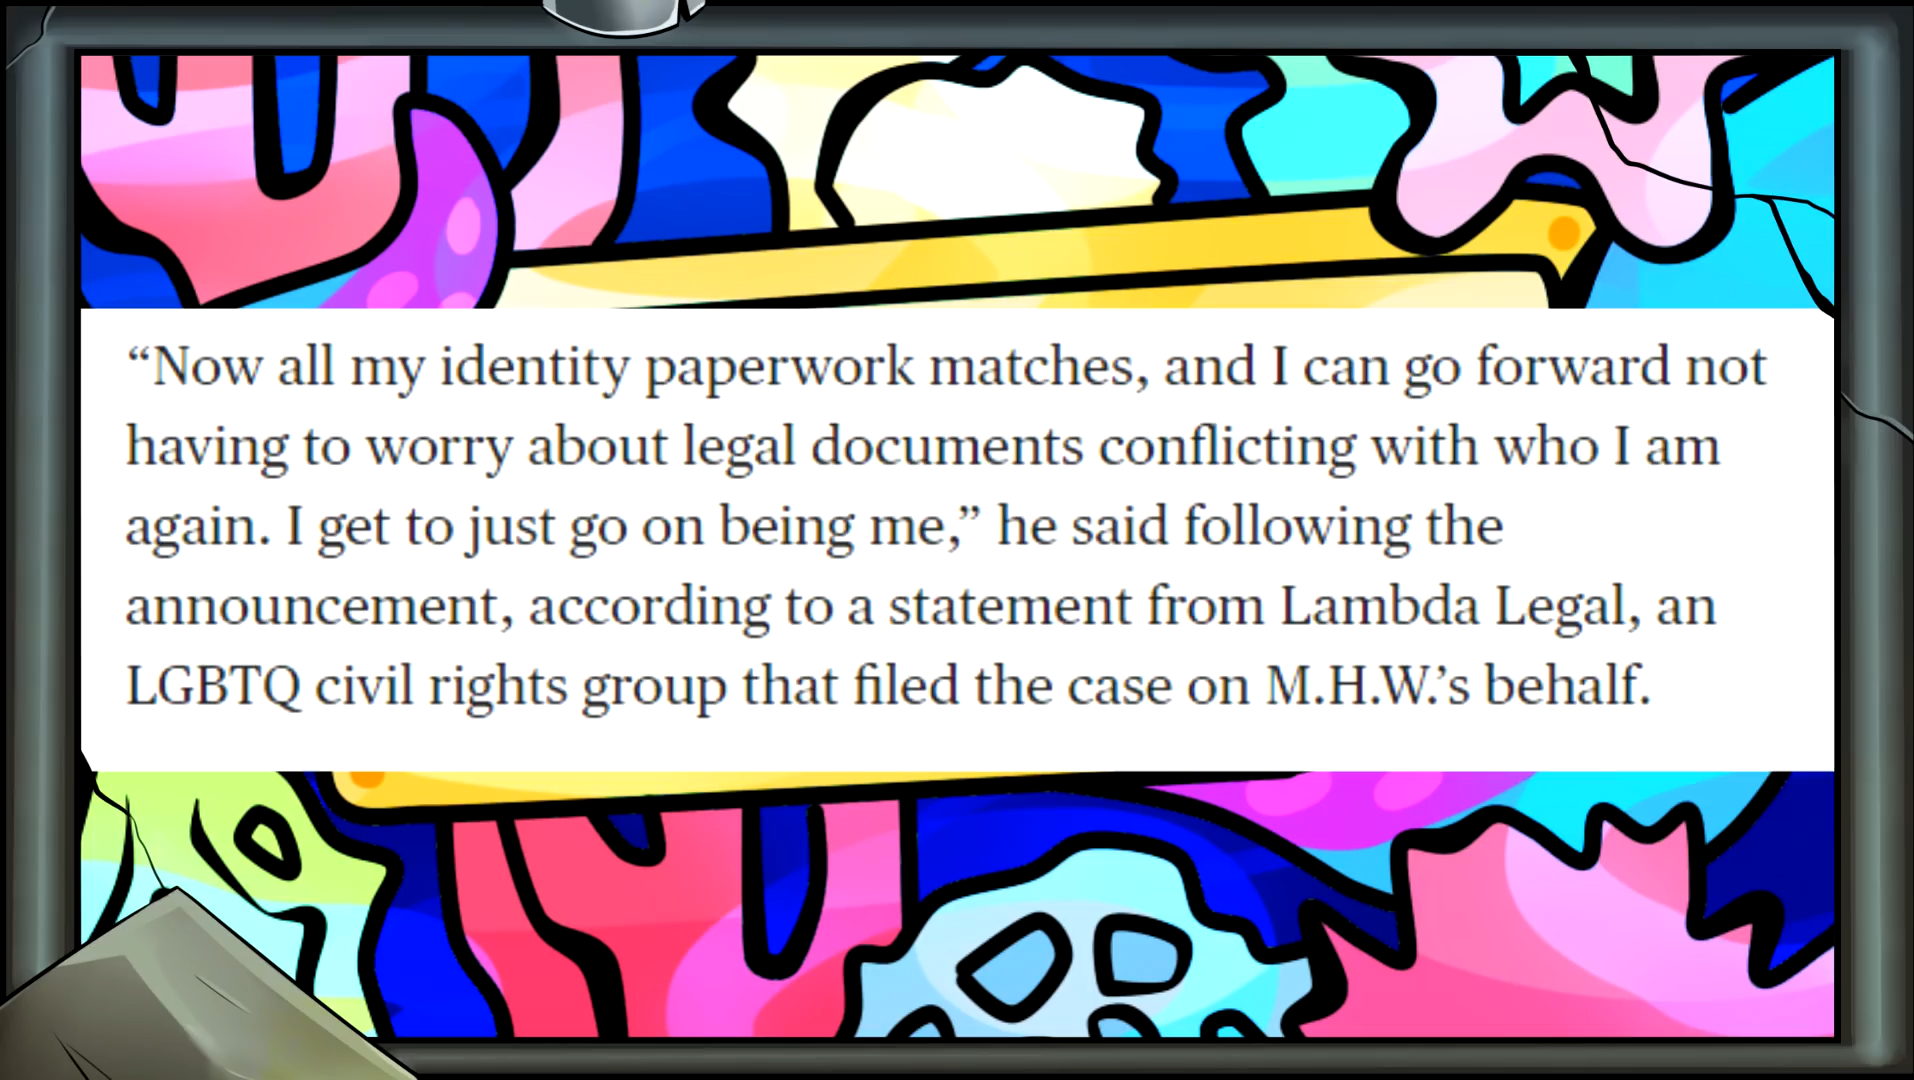 “Now all my identity paperwork matches, and I can go forward not
having to worry about legal documents conflicting with who I am
again. I get to just go on being me,” he said following the
announcement, according to a statement from Lambda Legal, an
LGBTQ civil rights group that filed the case on M.H.W.’s behalf.